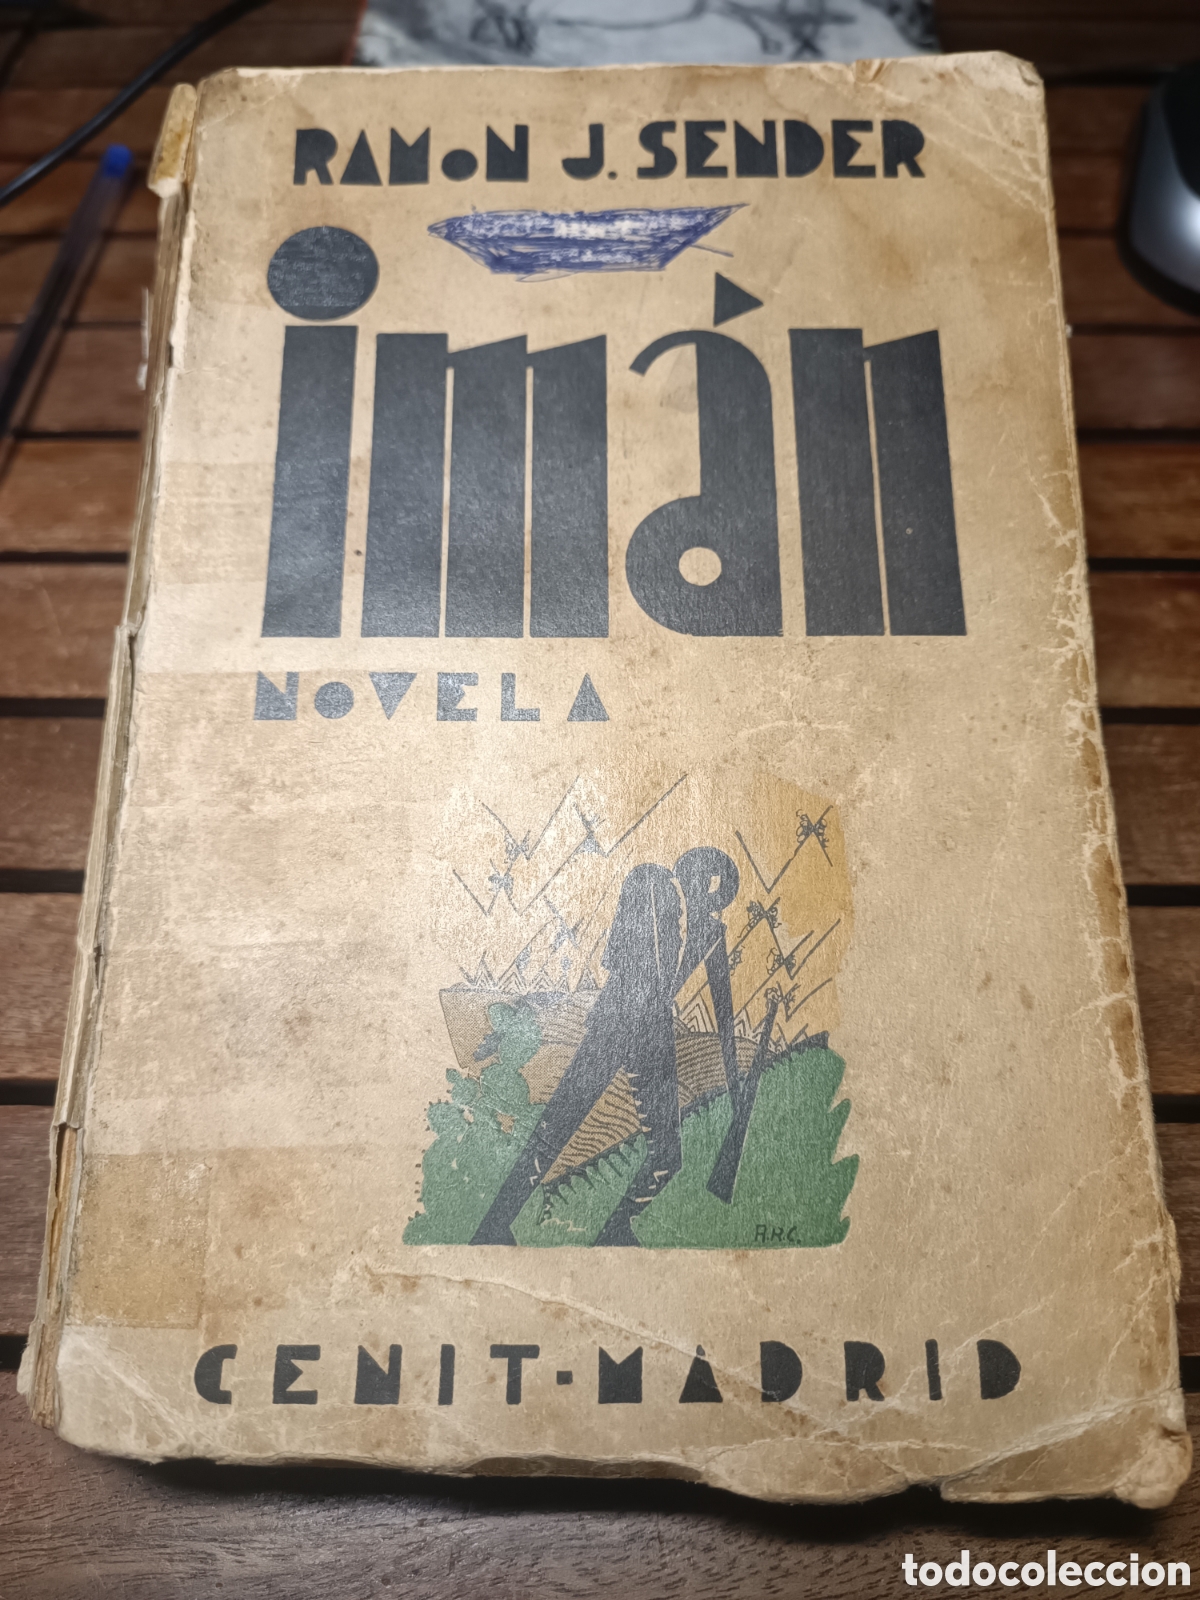 RAMON J. SENDER
imán
NOVELA
R.R.C.
CENIT-MADRID
todocoleccion